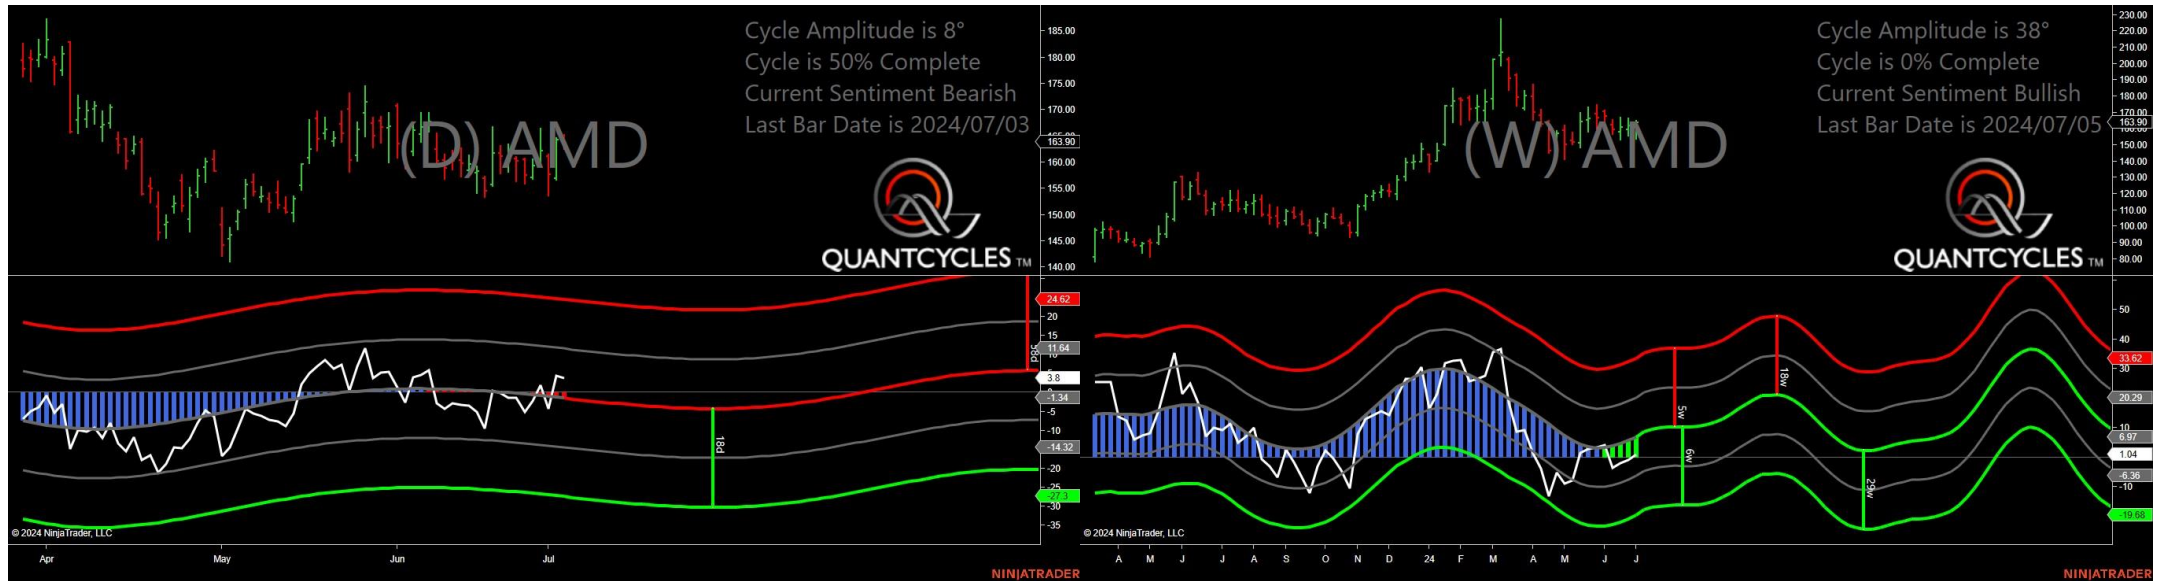 Cycle Amplitude is 8°
Cycle is 50% Complete
Current Sentiment Bearish
Last Bar Date is 2024/07/03
(D) AMD
QUANTCYCLES TM
185.00
180.00
175.00
170.00
163.90
160.00
155.00
150.00
145.00
140.00
24.62
20
15
11.64
3.8
-1.34
-5
-10
-14.32
-20
-25
-27.3
-30
-35
18d
© 2024 NinjaTrader, LLC
Apr May Jun Jul
NINJATRADER
Cycle Amplitude is 38°
Cycle is 0% Complete
Current Sentiment Bullish
Last Bar Date is 2024/07/05
(W) AMD
QUANTCYCLES TM
230.00
220.00
210.00
200.00
190.00
180.00
170.00
163.90
150.00
140.00
130.00
120.00
110.00
100.00
90.00
80.00
50
40
33.62
30
20.29
10
6.97
1.04
-6.36
-10
-19.68
5w
18w
6w
29w
© 2024 NinjaTrader, LLC
A M J J A S O N D 24 F M A M J J
NINJATRADER